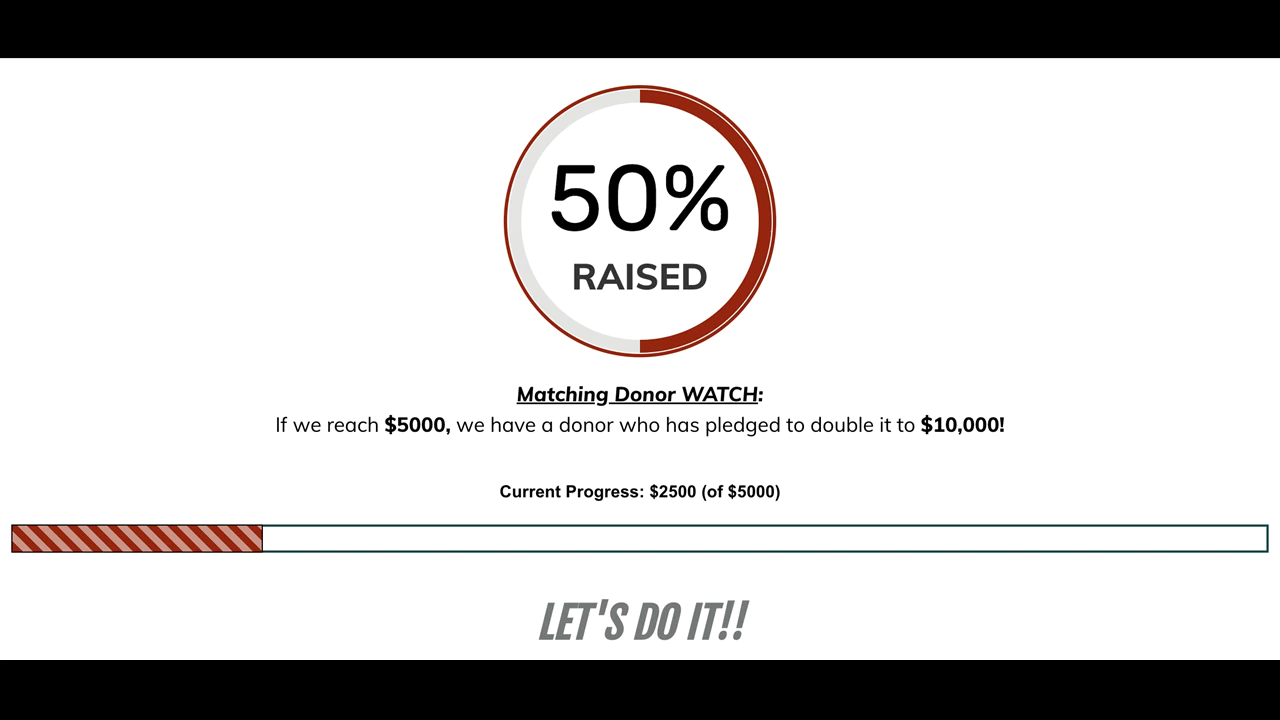 50%
RAISED
Matching Donor WATCH:
If we reach $5000, we have a donor who has pledged to double it to $10,000!
Current Progress: $2500 (of $5000)
LET'S DO IT!!